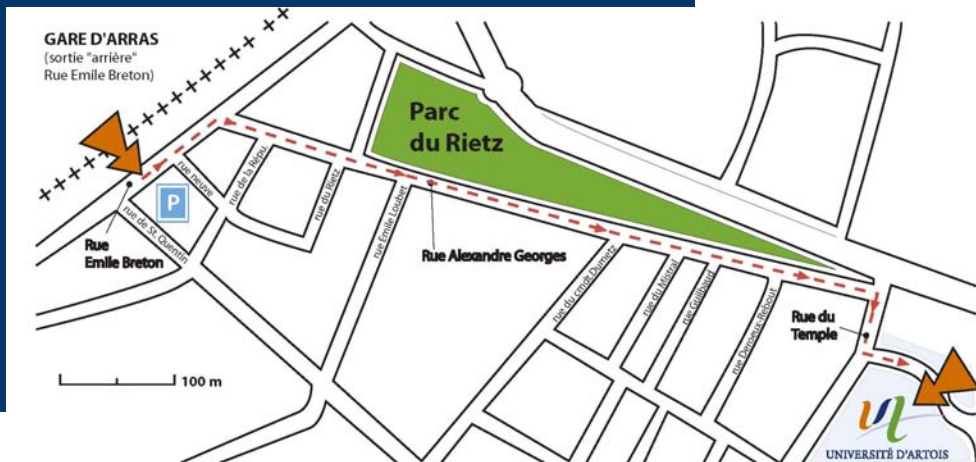 GARE D'ARRAS
(sortie "arrière"
Rue Emile Breton)
Parc
du Rietz
P
rue neuve
rue de la Répu.
rue du Rietz
rue de St. Quentin
Rue
Emile Breton
rue Emile Loubet
Rue Alexandre Georges
rue du cmdt Dumetz
rue du Mistral
rue Guilbaud
rue Deroeux-Rebout
Rue du
Temple
100 m
UNIVERSITÉ D'ARTOIS